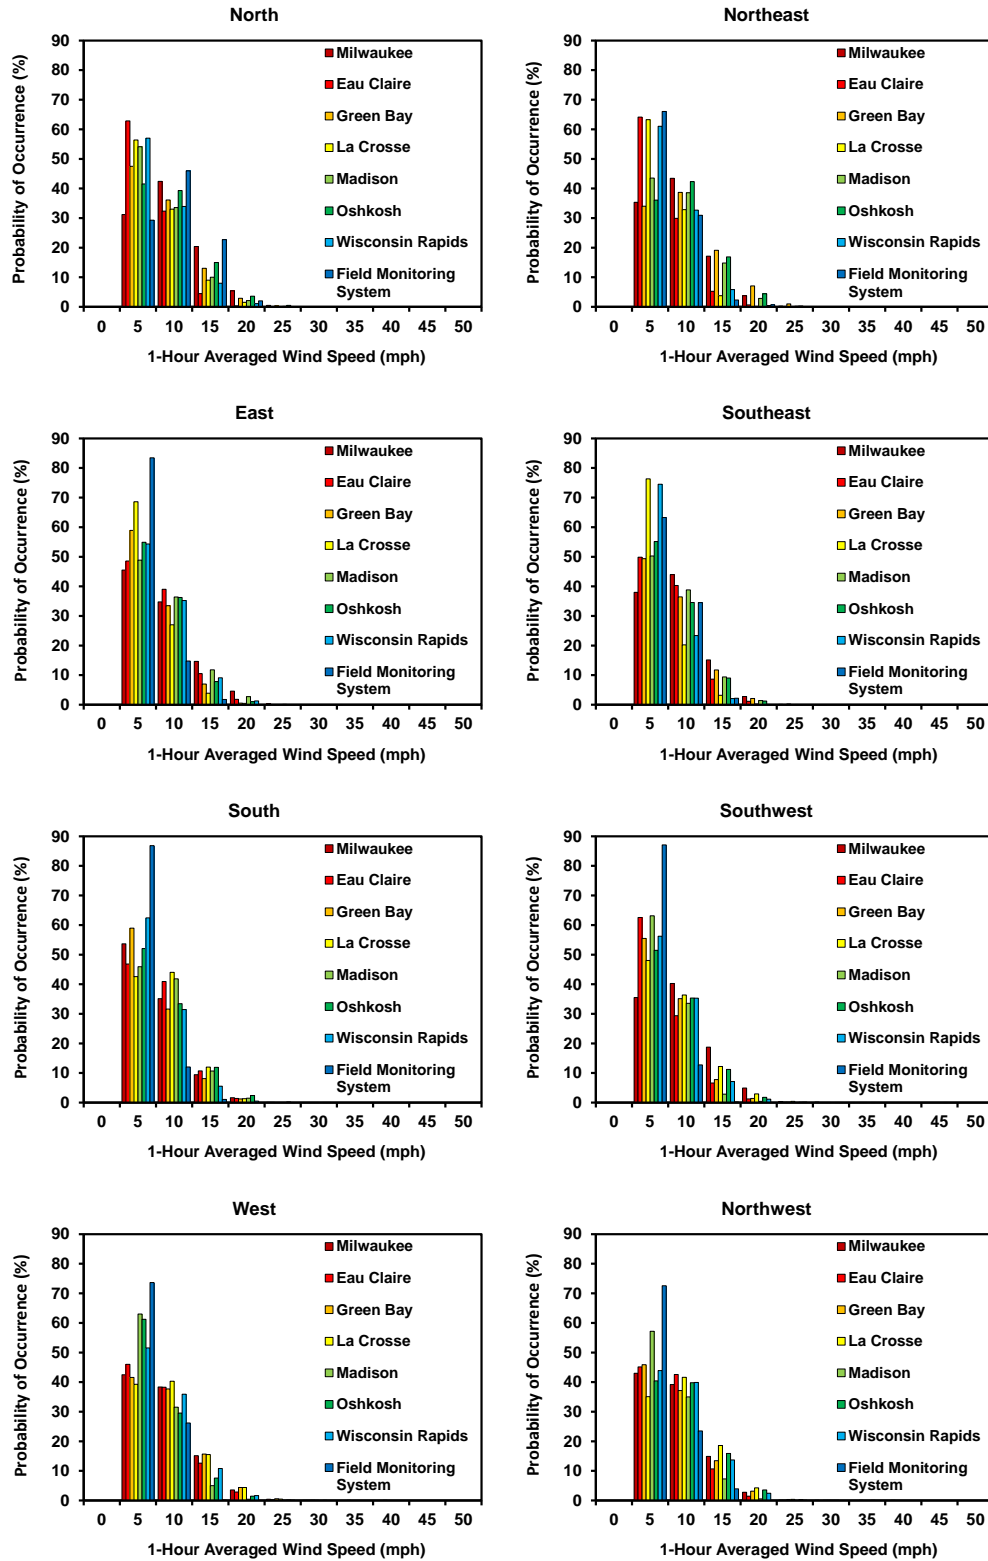 North
Probability of Occurrence (%)
90
80
70
60
50
40
30
20
10
0
Milwaukee
Eau Claire
Green Bay
La Crosse
Madison
Oshkosh
Wisconsin Rapids
Field Monitoring
System
0 5 10 15 20 25 30 35 40 45 50
1-Hour Averaged Wind Speed (mph)
Northeast
Probability of Occurrence (%)
90
80
70
60
50
40
30
20
10
0
Milwaukee
Eau Claire
Green Bay
La Crosse
Madison
Oshkosh
Wisconsin Rapids
Field Monitoring
System
0 5 10 15 20 25 30 35 40 45 50
1-Hour Averaged Wind Speed (mph)
East
Probability of Occurrence (%)
90
80
70
60
50
40
30
20
10
0
Milwaukee
Eau Claire
Green Bay
La Crosse
Madison
Oshkosh
Wisconsin Rapids
Field Monitoring
System
0 5 10 15 20 25 30 35 40 45 50
1-Hour Averaged Wind Speed (mph)
Southeast
Probability of Occurrence (%)
90
80
70
60
50
40
30
20
10
0
Milwaukee
Eau Claire
Green Bay
La Crosse
Madison
Oshkosh
Wisconsin Rapids
Field Monitoring
System
0 5 10 15 20 25 30 35 40 45 50
1-Hour Averaged Wind Speed (mph)
South
Probability of Occurrence (%)
90
80
70
60
50
40
30
20
10
0
Milwaukee
Eau Claire
Green Bay
La Crosse
Madison
Oshkosh
Wisconsin Rapids
Field Monitoring
System
0 5 10 15 20 25 30 35 40 45 50
1-Hour Averaged Wind Speed (mph)
Southwest
Probability of Occurrence (%)
90
80
70
60
50
40
30
20
10
0
Milwaukee
Eau Claire
Green Bay
La Crosse
Madison
Oshkosh
Wisconsin Rapids
Field Monitoring
System
0 5 10 15 20 25 30 35 40 45 50
1-Hour Averaged Wind Speed (mph)
West
Probability of Occurrence (%)
90
80
70
60
50
40
30
20
10
0
Milwaukee
Eau Claire
Green Bay
La Crosse
Madison
Oshkosh
Wisconsin Rapids
Field Monitoring
System
0 5 10 15 20 25 30 35 40 45 50
1-Hour Averaged Wind Speed (mph)
Northwest
Probability of Occurrence (%)
90
80
70
60
50
40
30
20
10
0
Milwaukee
Eau Claire
Green Bay
La Crosse
Madison
Oshkosh
Wisconsin Rapids
Field Monitoring
System
0 5 10 15 20 25 30 35 40 45 50
1-Hour Averaged Wind Speed (mph)